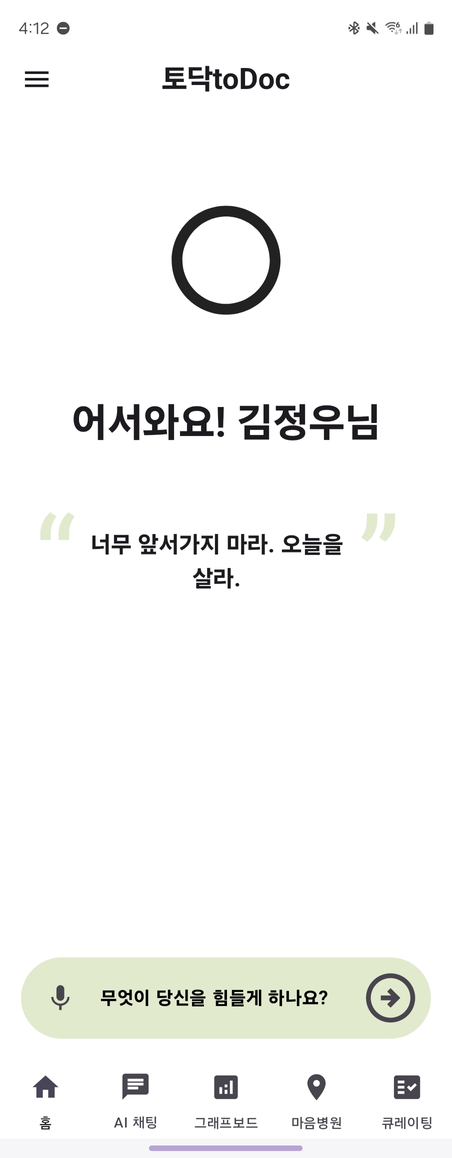 4:12
토닥toDoc
어서와요! 김정우님
“ 너무 앞서가지 마라. 오늘을 ”
살라.
무엇이 당신을 힘들게 하나요?
홈 AI 채팅 그래프보드 마음병원 큐레이팅